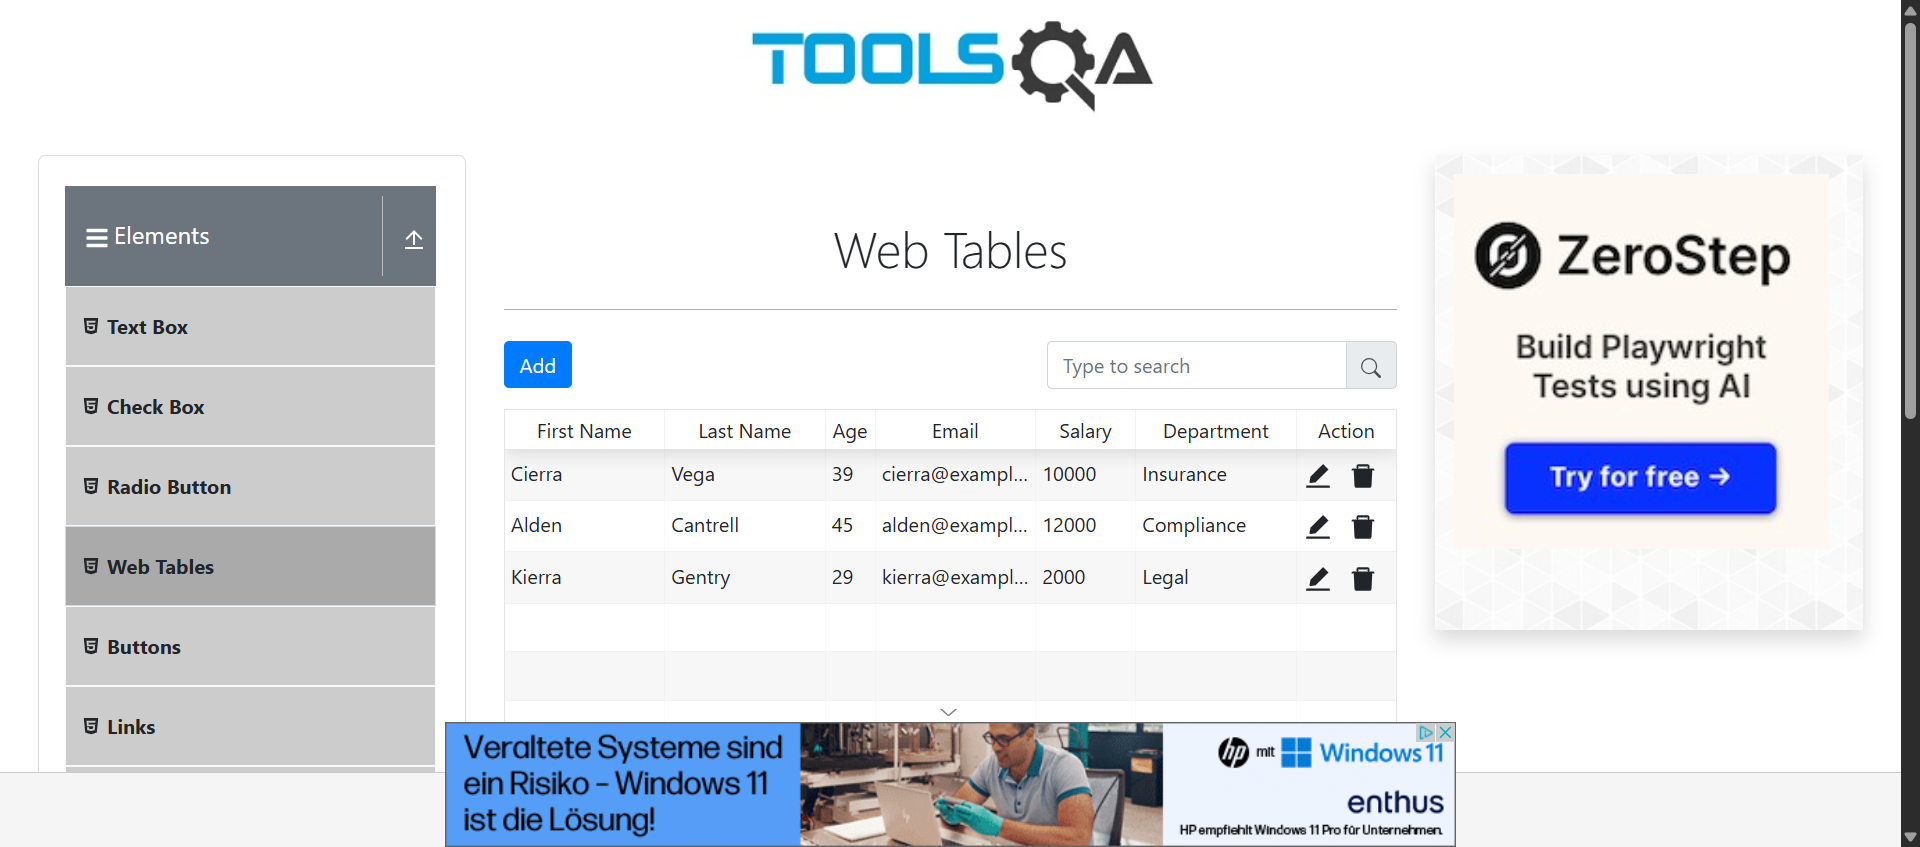 TOOLSQA
Elements
Text Box
Check Box
Radio Button
Web Tables
Buttons
Links
Web Tables
Add
Type to search
First Name Last Name Age Email Salary Department Action
Cierra Vega 39 cierra@exampl... 10000 Insurance
Alden Cantrell 45 alden@exampl... 12000 Compliance
Kierra Gentry 29 kierra@exampl... 2000 Legal
ZeroStep
Build Playwright
Tests using AI
Try for free →
Veraltete Systeme sind
ein Risiko – Windows 11
ist die Lösung!
hp mit Windows 11
enthus
HP empfiehlt Windows 11 Pro für Unternehmen.